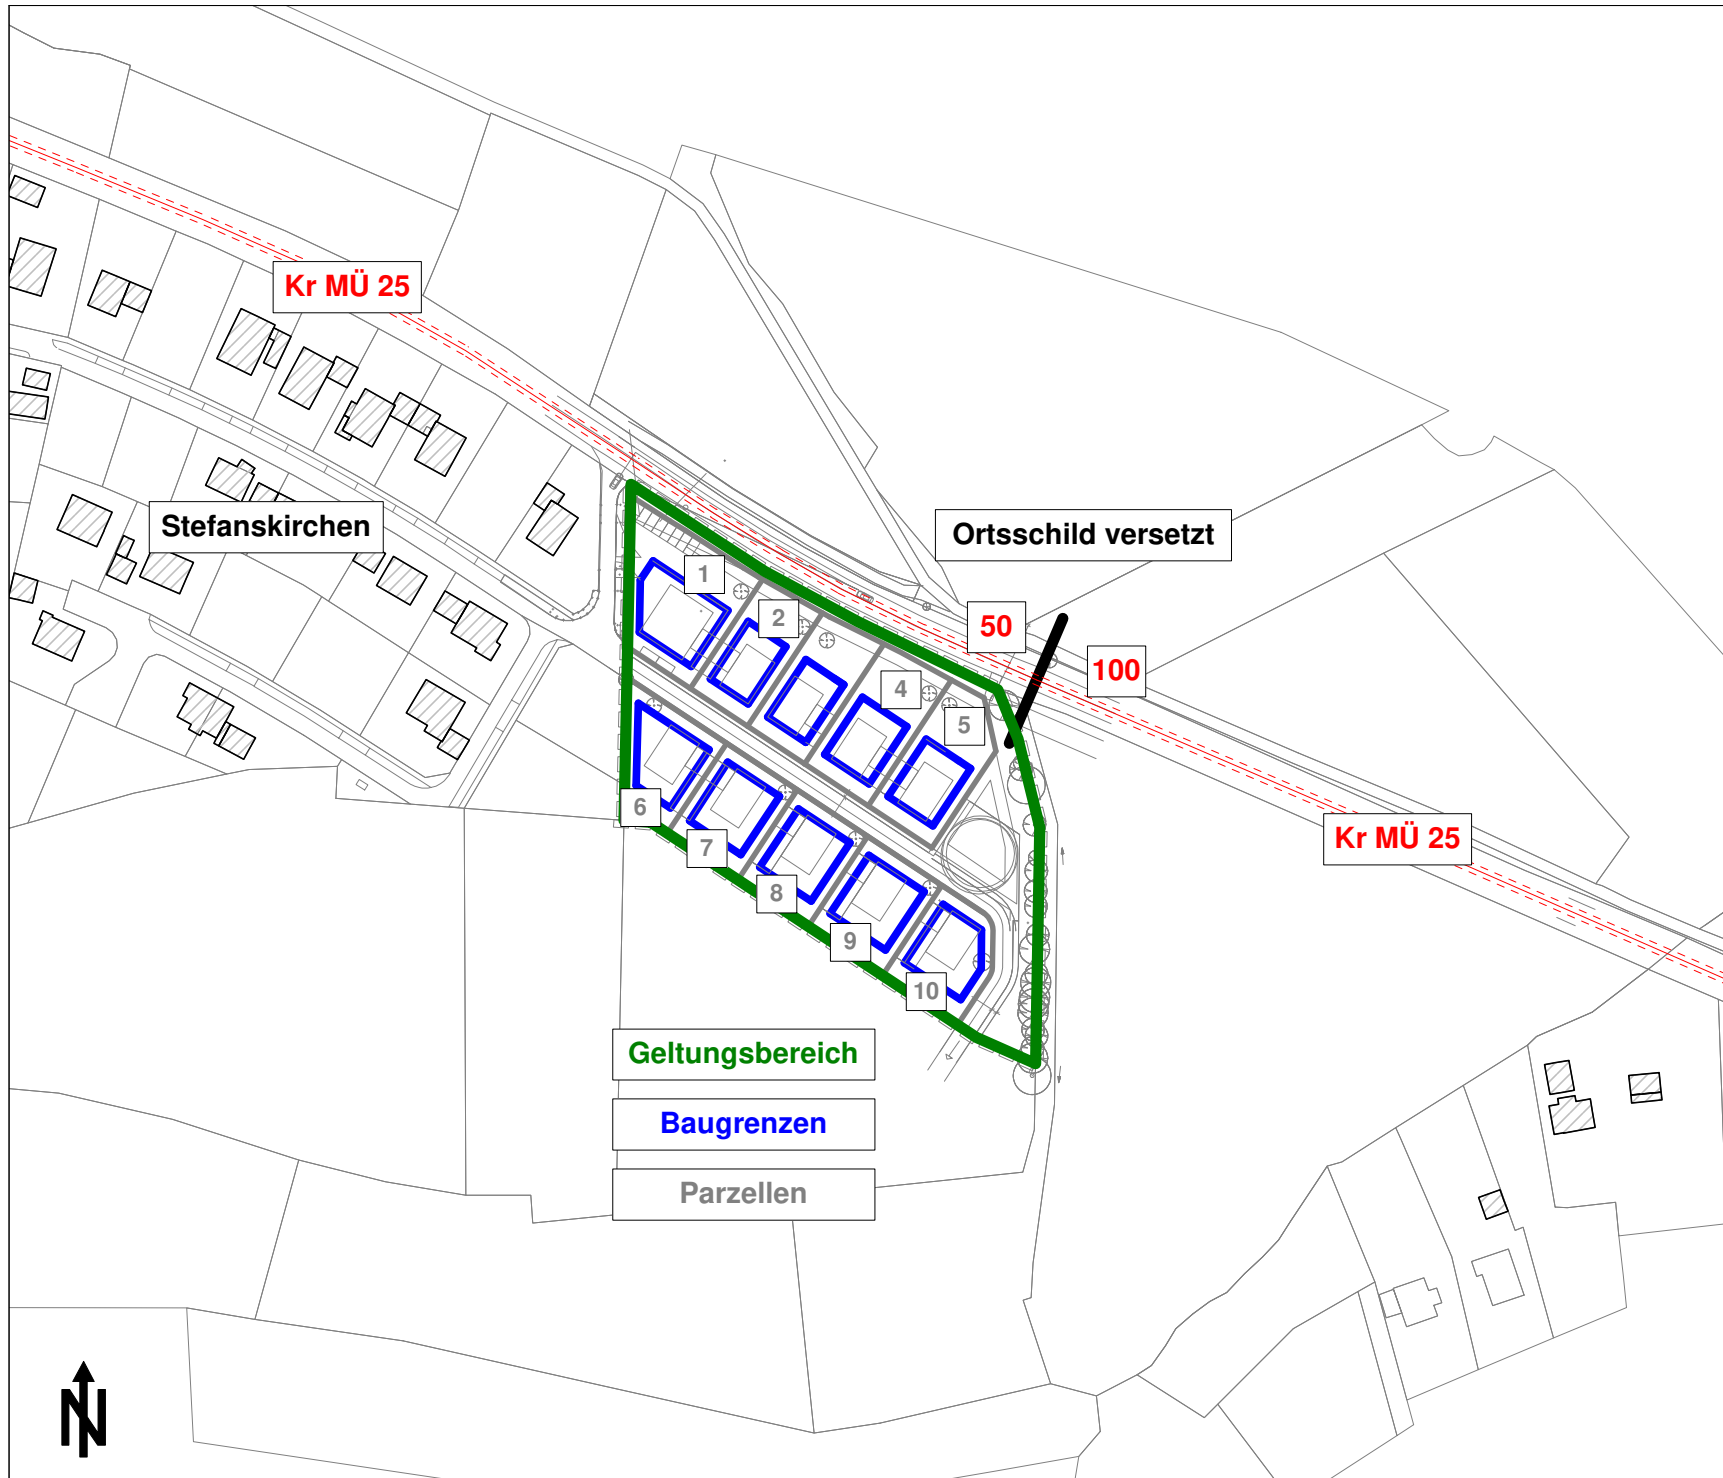 Kr MÜ 25
Stefanskirchen
Ortsschild versetzt
1
2
50
100
4
5
6
7
8
9
10
Kr MÜ 25
Geltungsbereich
Baugrenzen
Parzellen
N